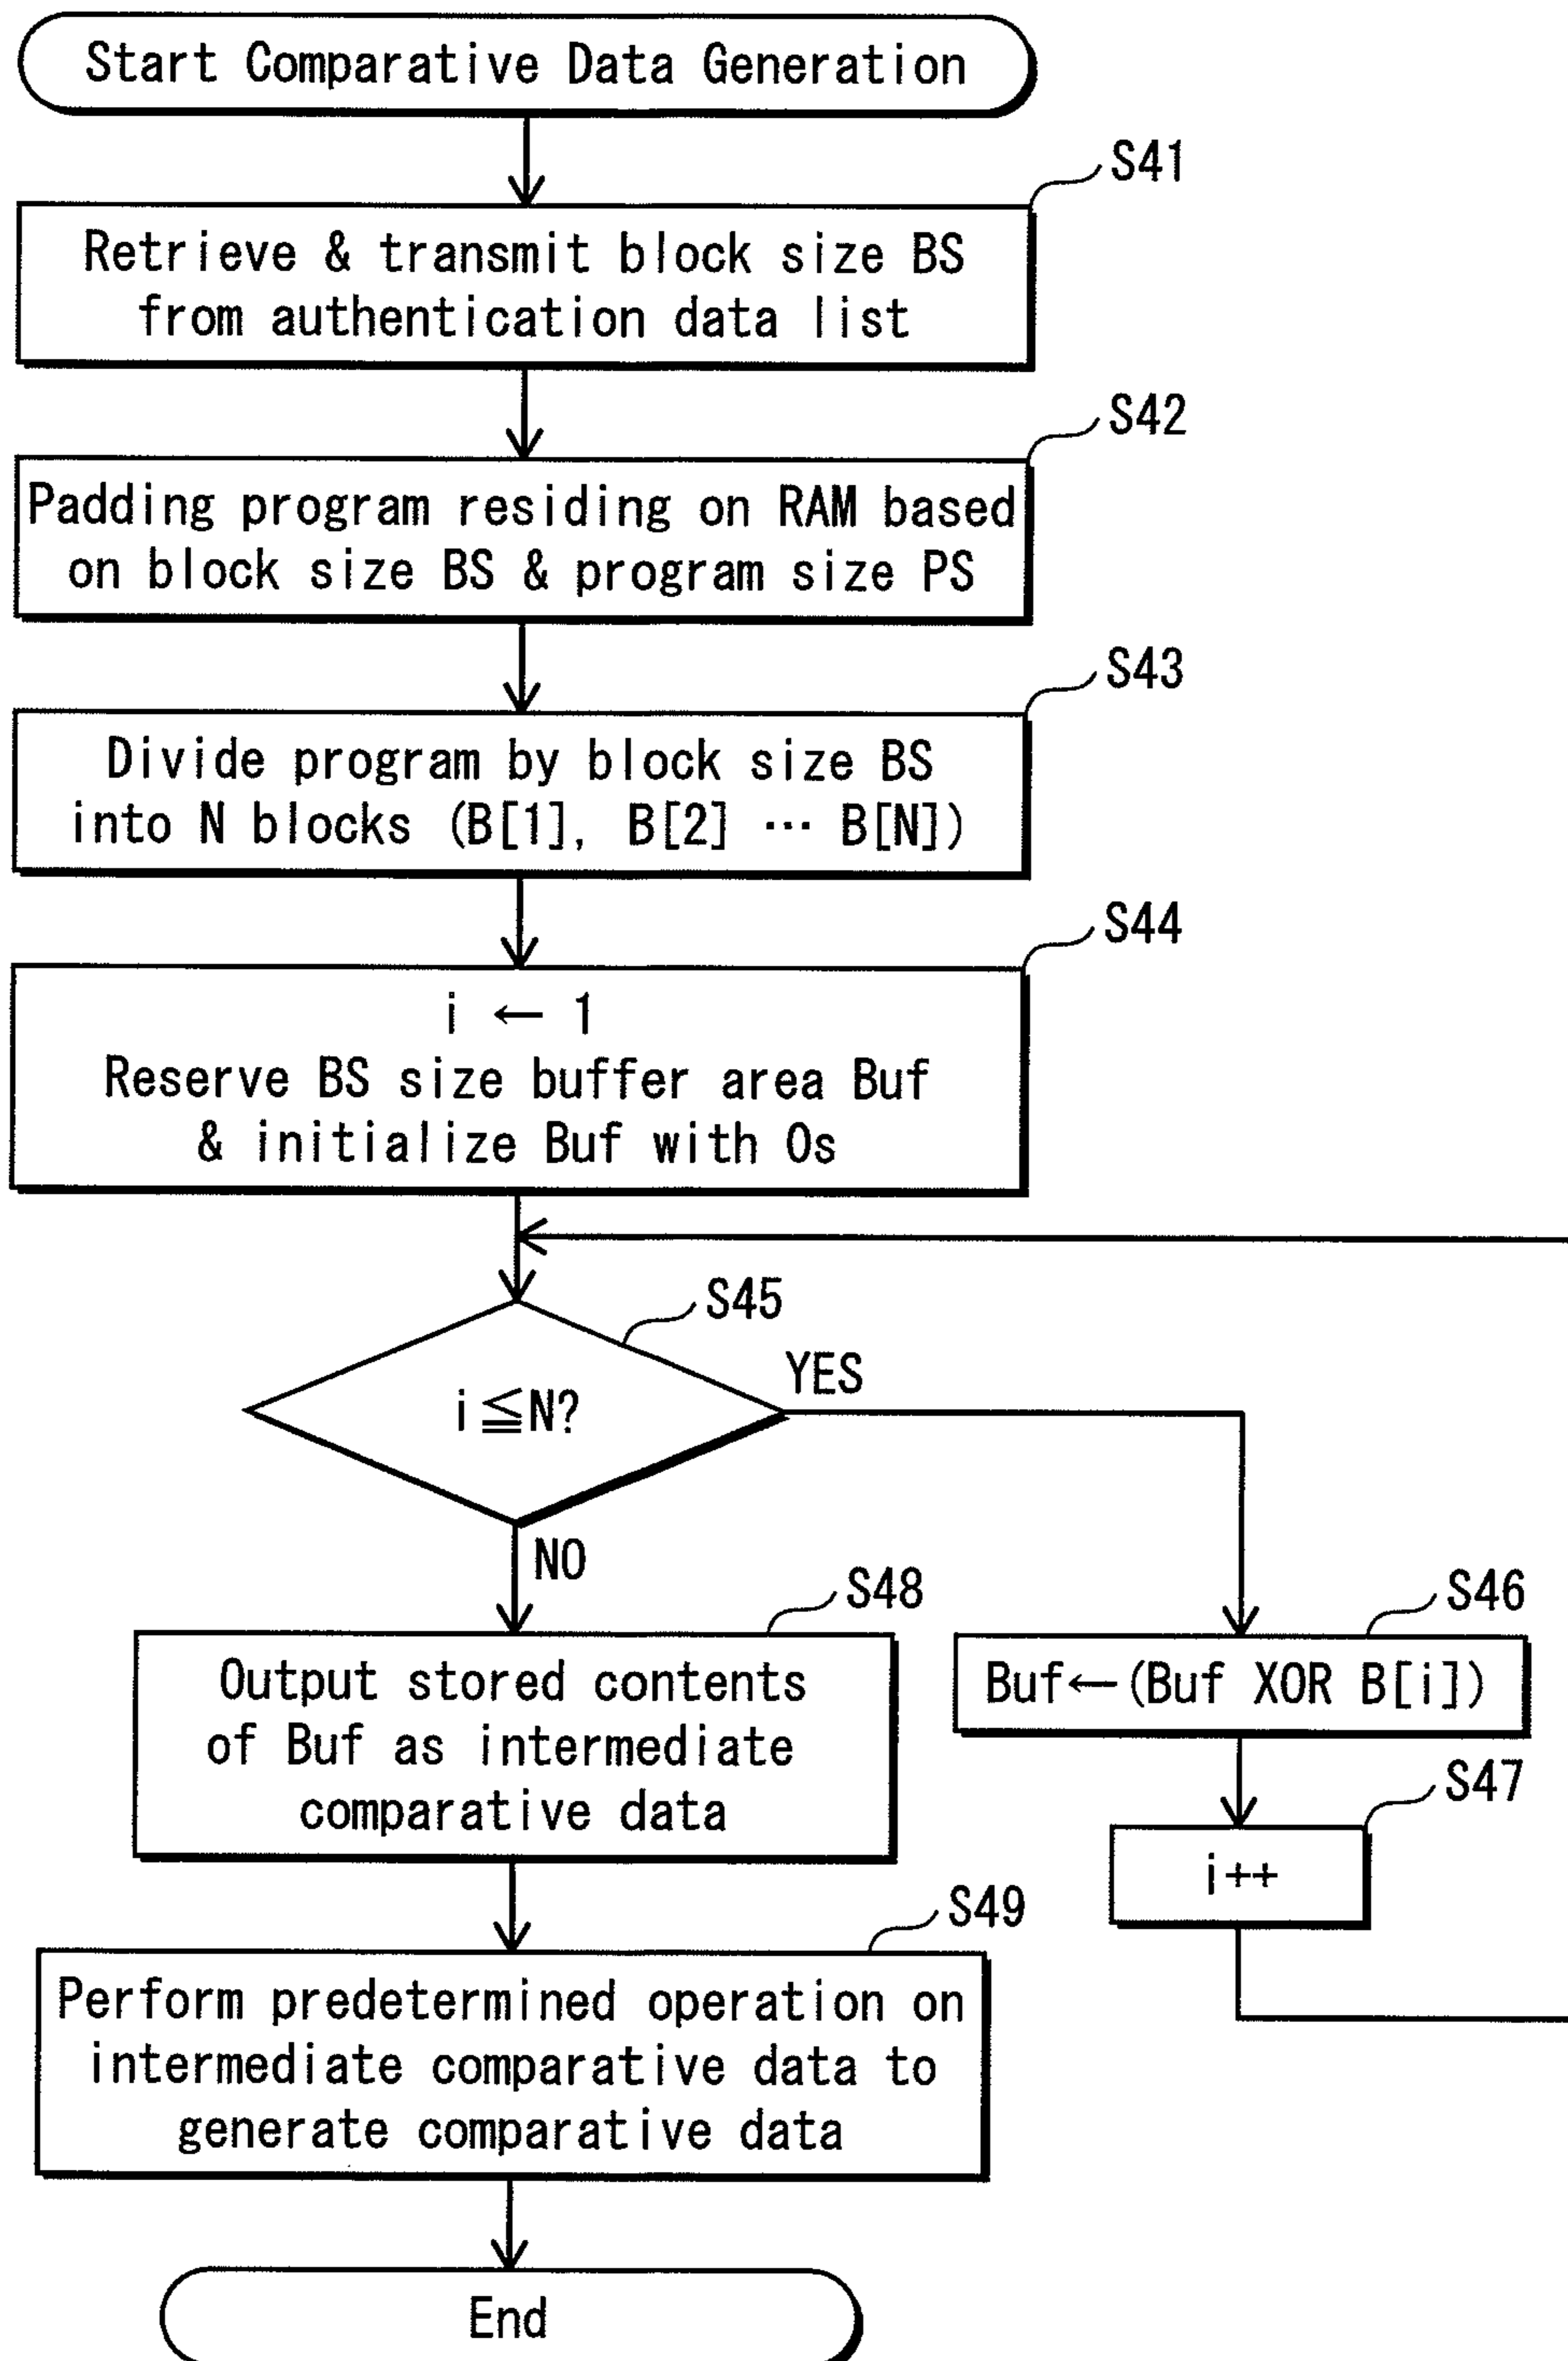 Start Comparative Data Generation
S41
Retrieve & transmit block size BS
from authentication data list
S42
Padding program residing on RAM based
on block size BS & program size PS
S43
Divide program by block size BS
into N blocks (B[1], B[2] ··· B[N])
S44
i ← 1
Reserve BS size buffer area Buf
& initialize Buf with 0s
S45
i≦N?
YES
NO
S48
Output stored contents
of Buf as intermediate
comparative data
S46
Buf←(Buf XOR B[i])
S47
i++
S49
Perform predetermined operation on
intermediate comparative data to
generate comparative data
End